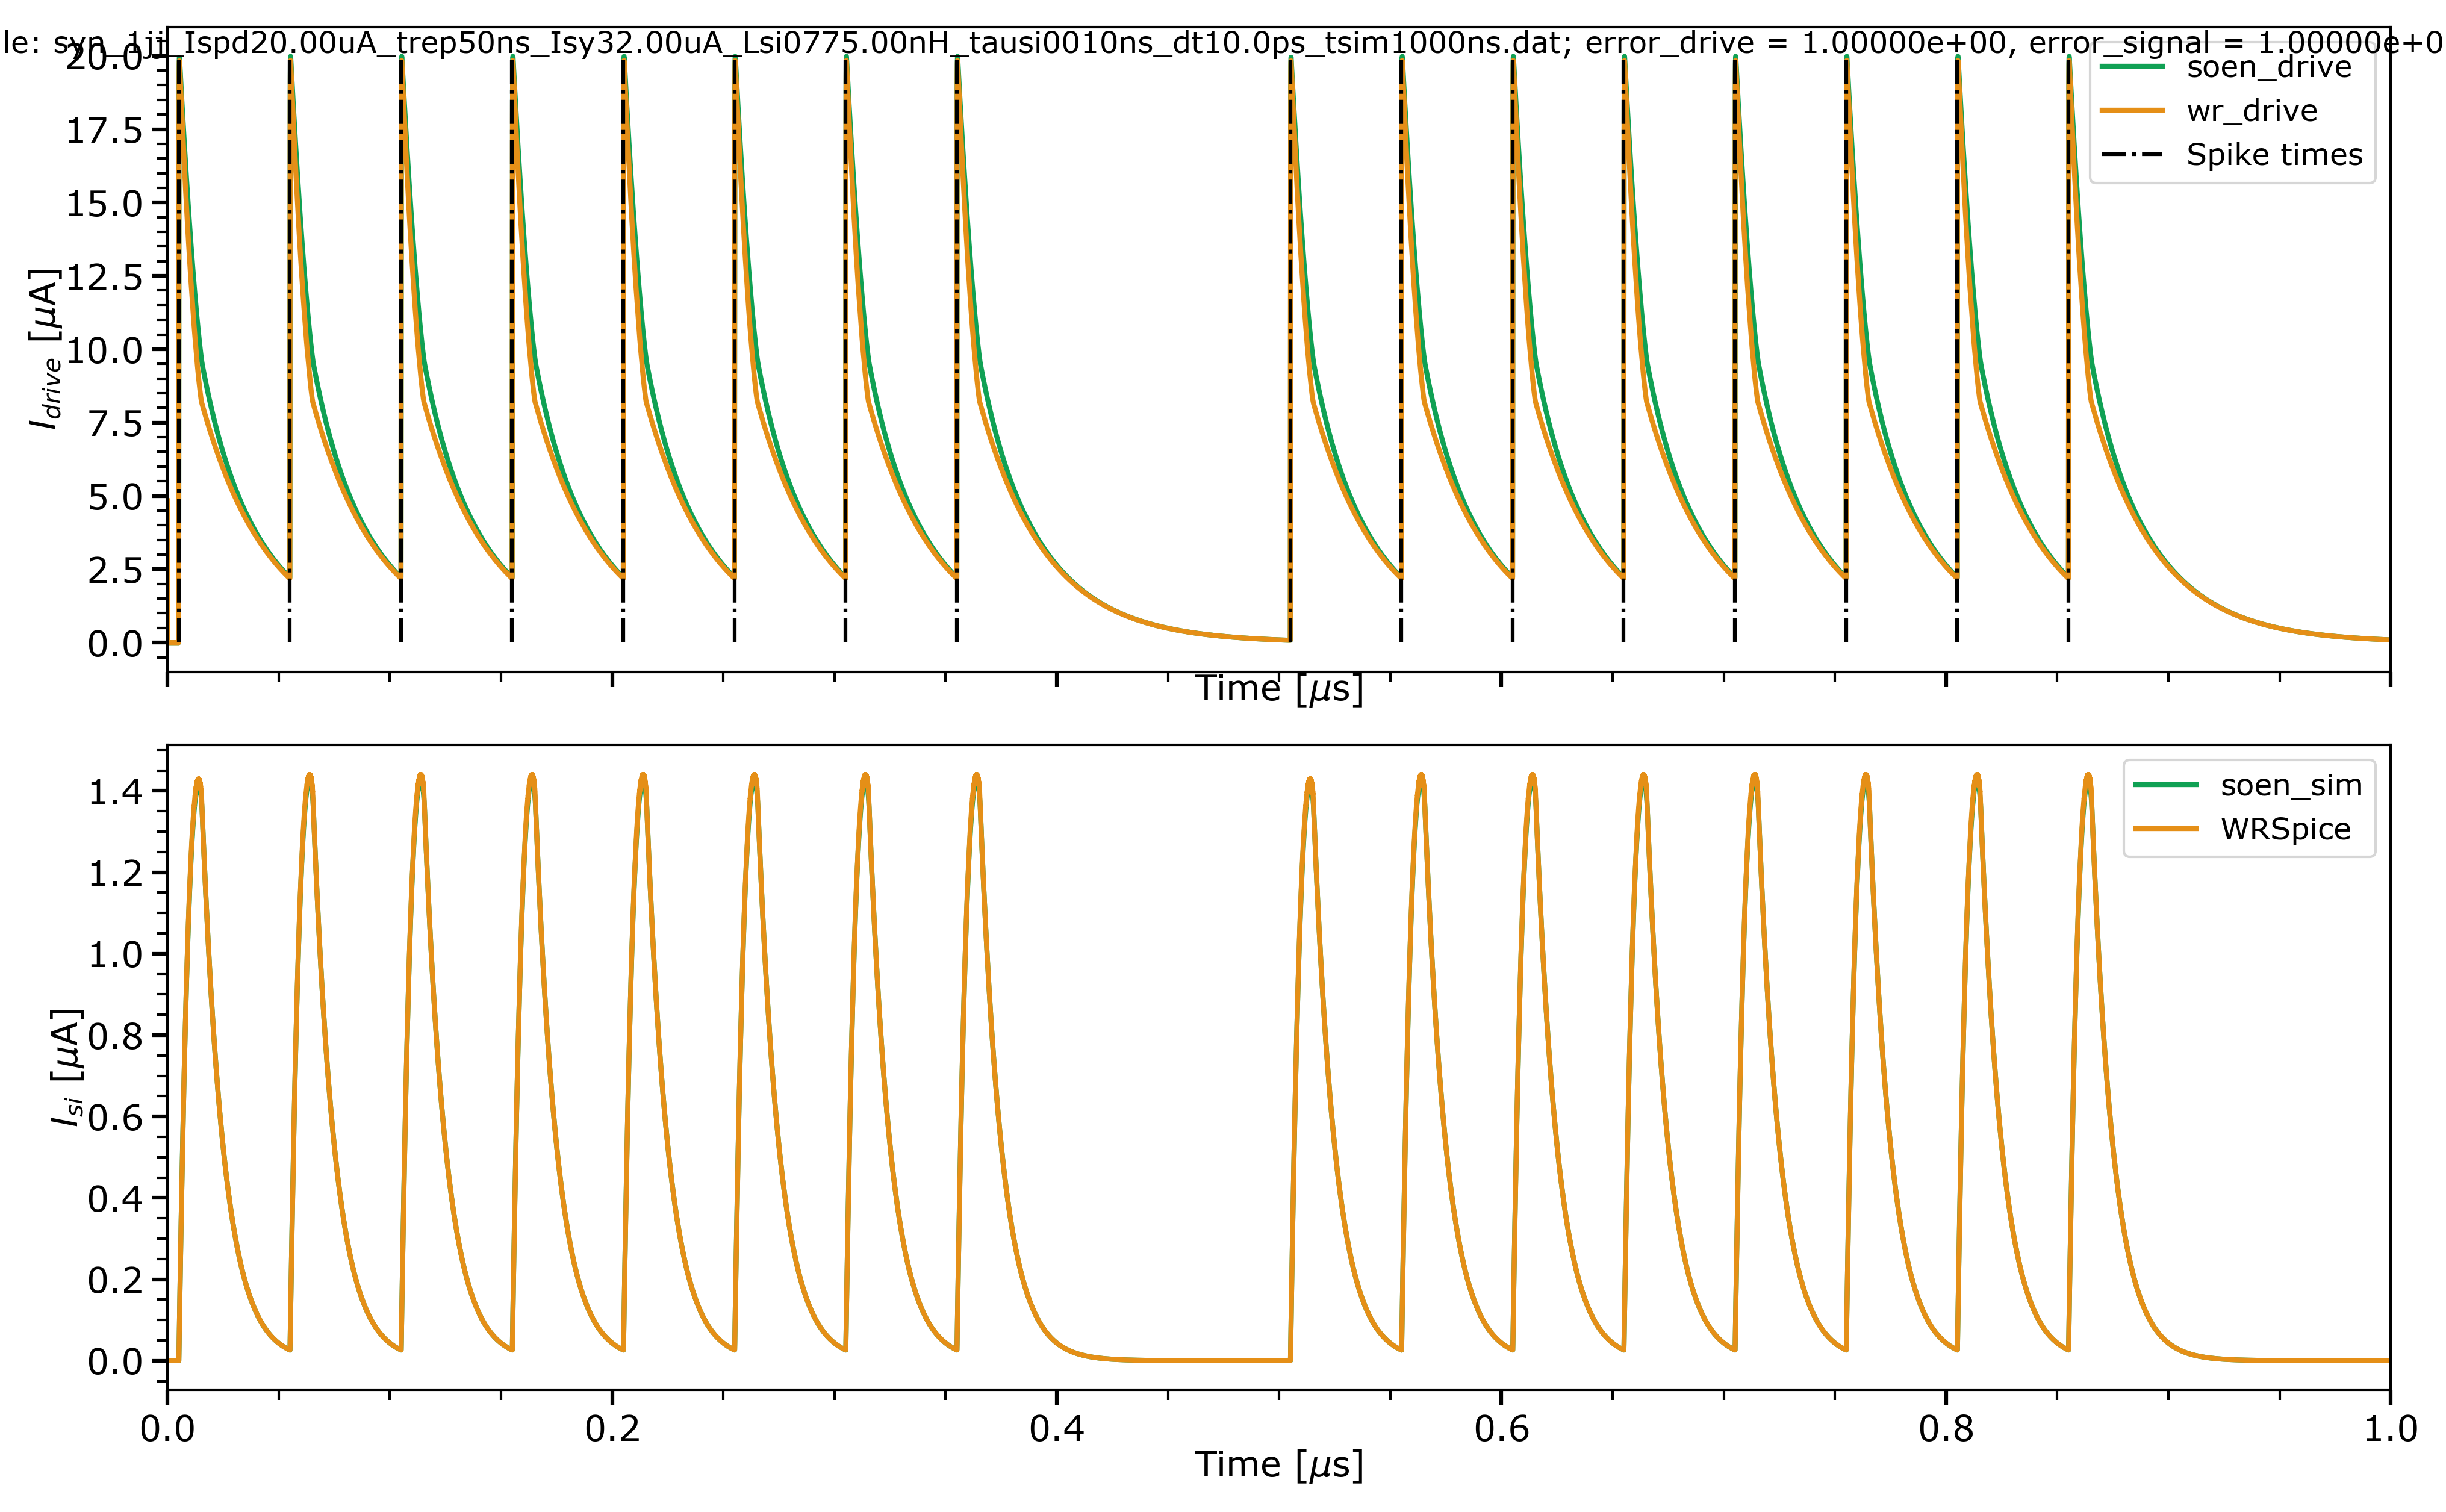 le: syn_1jj_Ispd20.00uA_trep50ns_Isy32.00uA_Lsi0775.00nH_tausi0010ns_dt10.0ps_tsim1000ns.dat; error_drive = 1.00000e+00, error_signal = 1.00000e+0
20.0
17.5
15.0
12.5
10.0
7.5
5.0
2.5
0.0
I_drive [μA]
soen_drive
wr_drive
Spike times
Time [μs]
1.4
1.2
1.0
0.8
0.6
0.4
0.2
0.0
I_si [μA]
soen_sim
WRSpice
0.0 0.2 0.4 0.6 0.8 1.0
Time [μs]